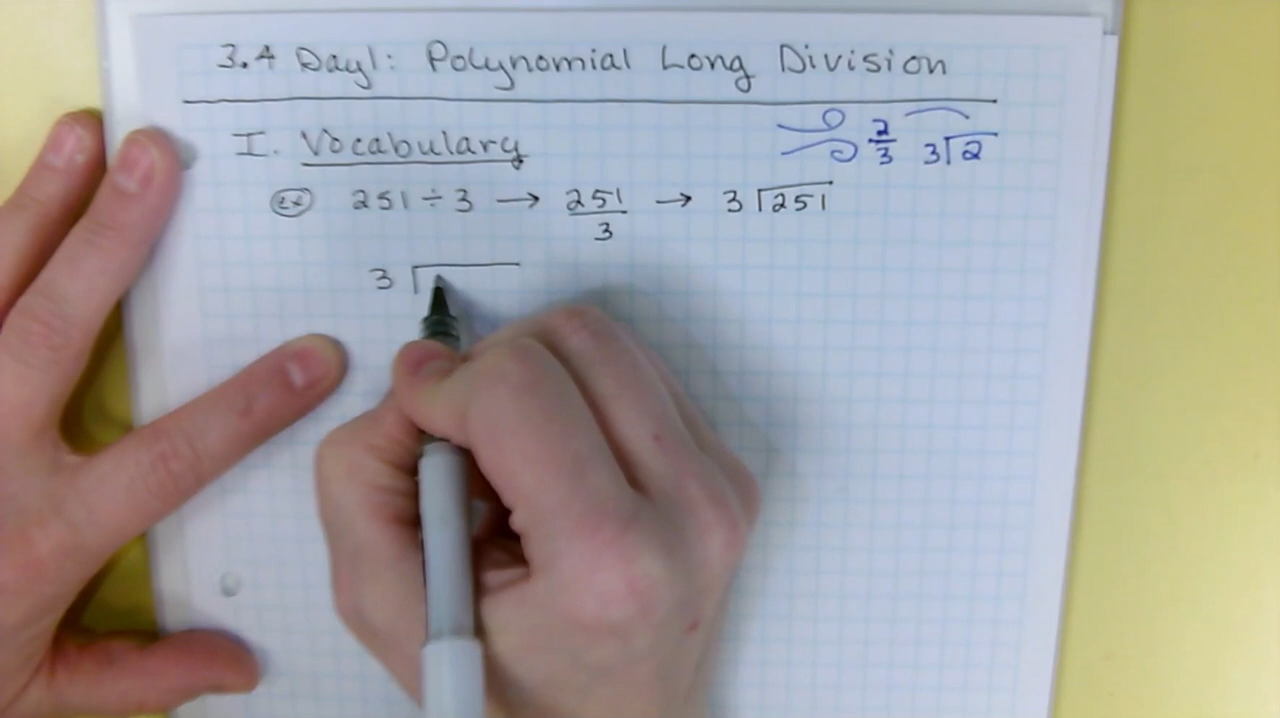 3.4 Day 1: Polynomial Long Division
I. Vocabulary
2/3 3⟌2
Ex 251 ÷ 3 → 251/3 → 3⟌251
3⟌